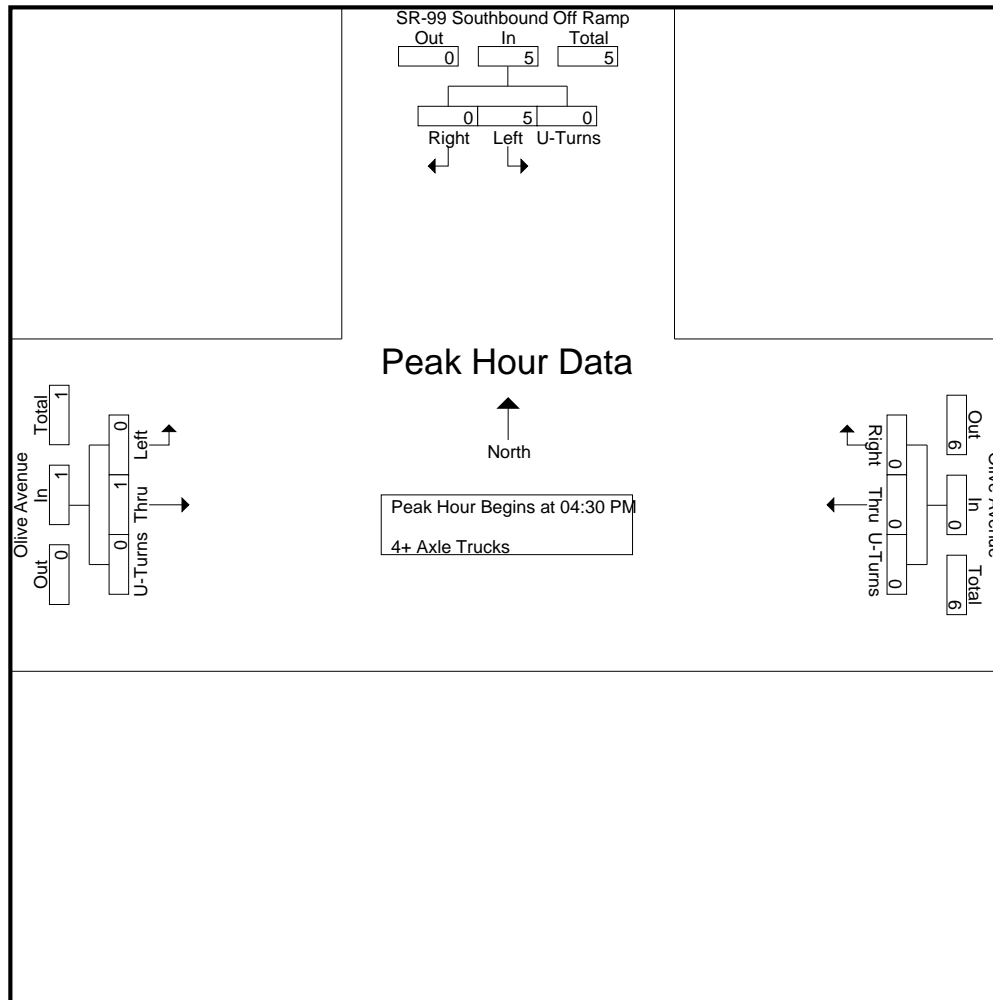 SR-99 Southbound Off Ramp
Out In Total
0 5 5
0 5 0
Right Left U-Turns
Peak Hour Data
North
Peak Hour Begins at 04:30 PM
4+ Axle Trucks
Olive Avenue
Out In Total
0 1 1
0 1 0
Left Thru U-Turns
Right Thru U-Turns
0 0 0
Out In Total
6 0 6
Olive Avenue